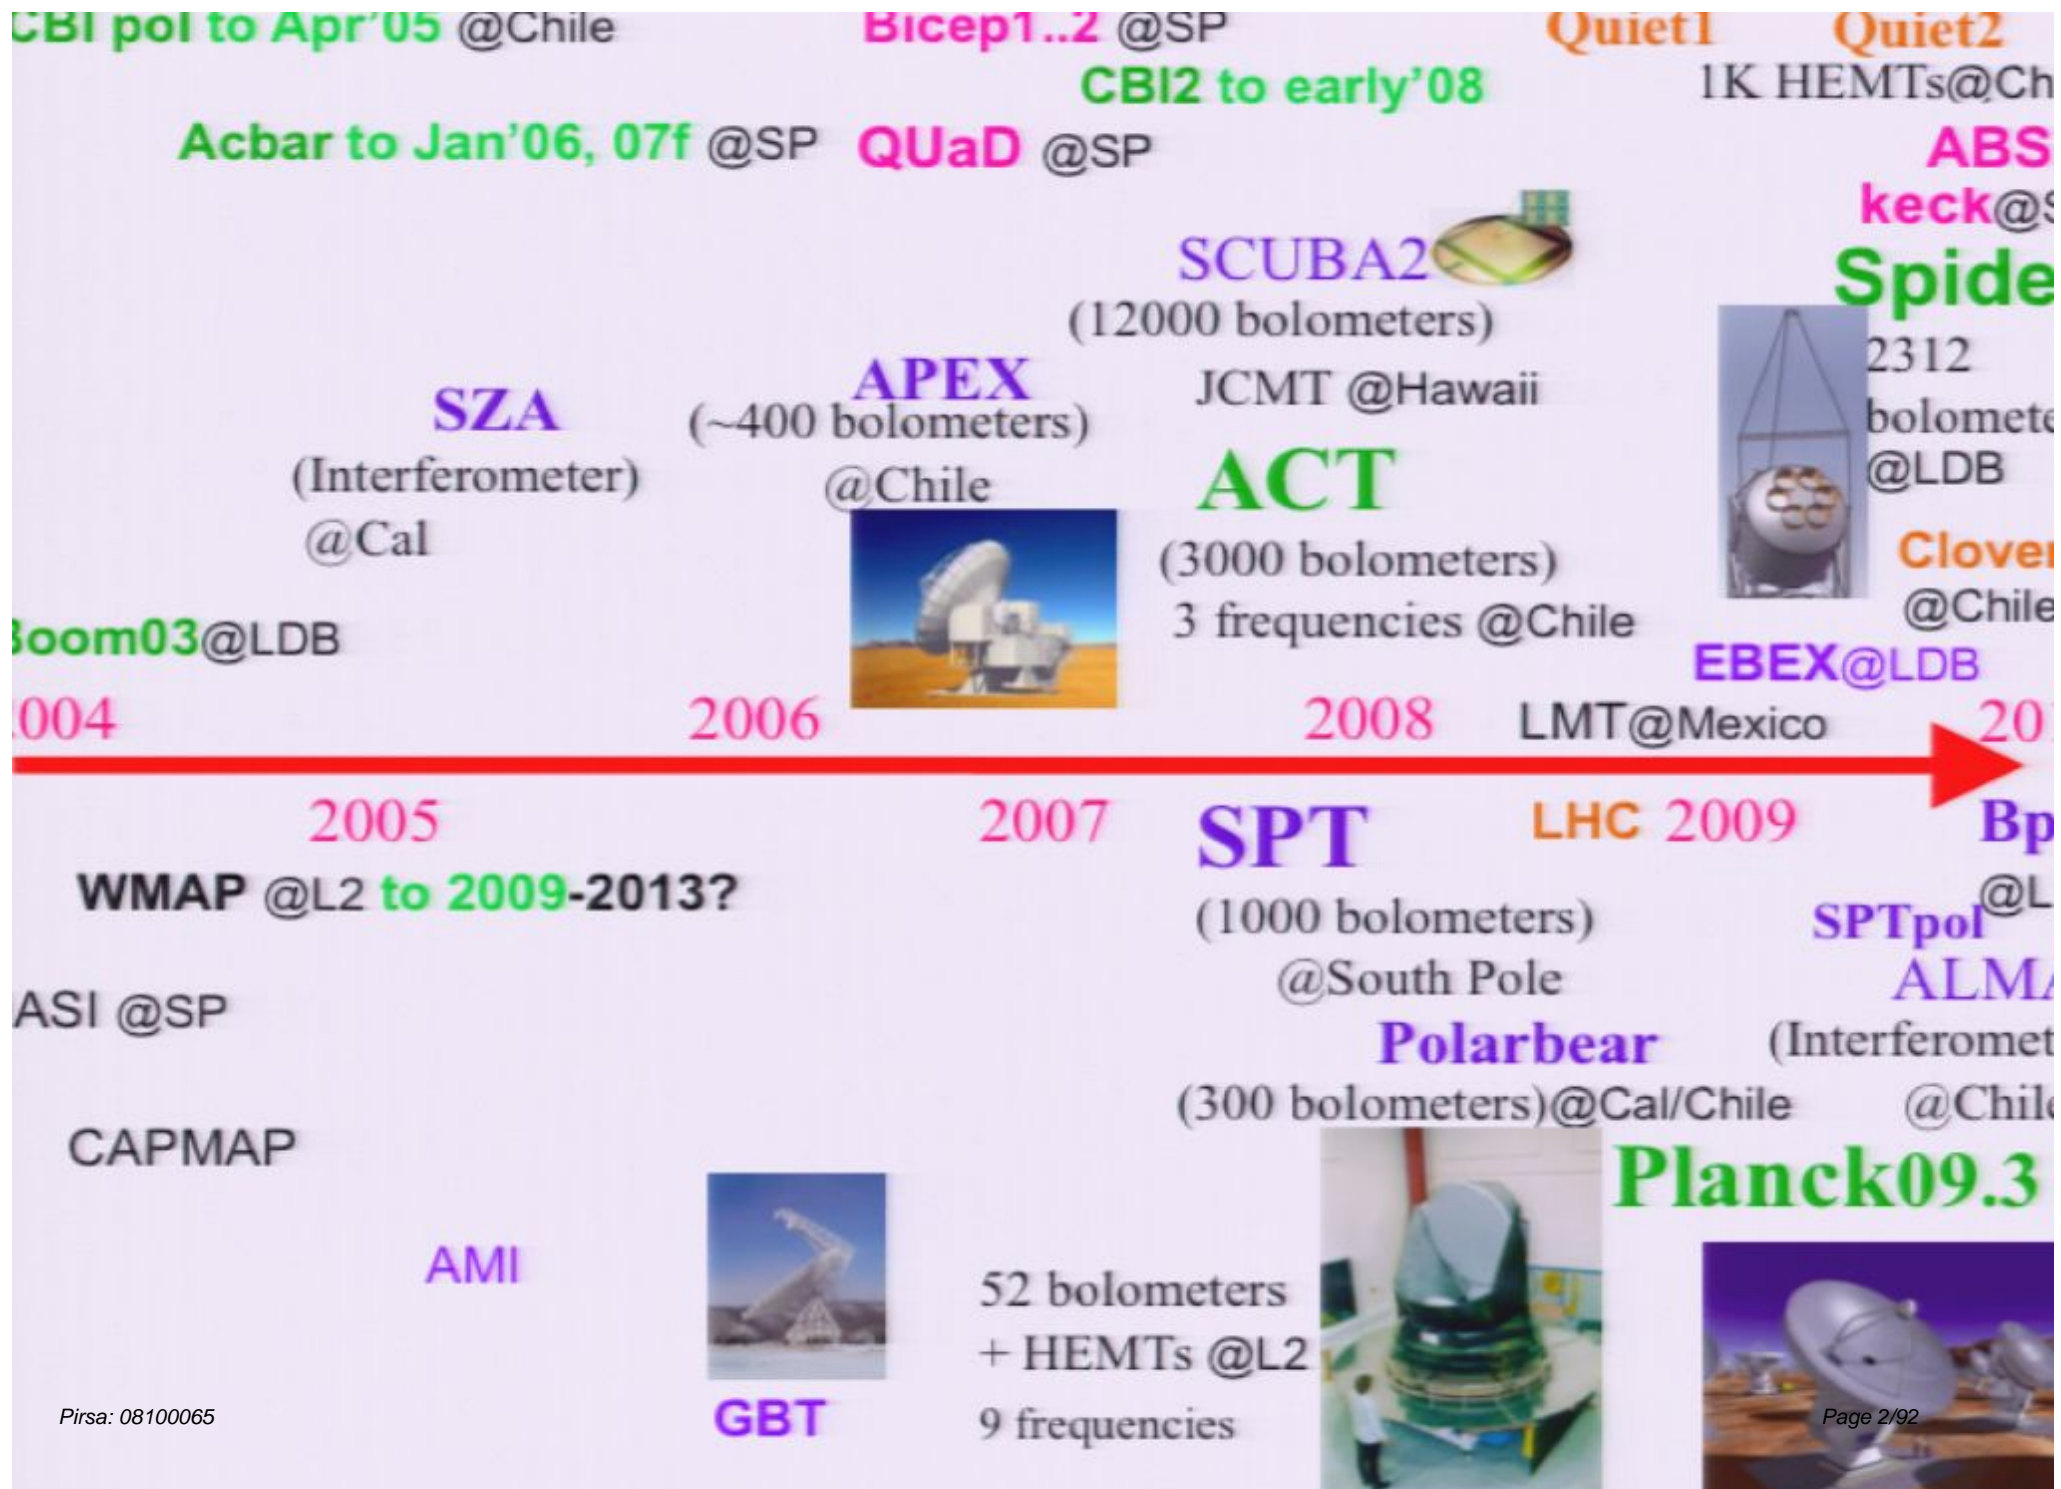 CBI pol to Apr'05 @Chile
Bicep1..2 @SP
Quiet1
Quiet2
CBI2 to early'08
1K HEMTs@Ch
Acbar to Jan'06, 07f @SP
QUaD @SP
ABS
keck@S
SCUBA2
Spide
(12000 bolometers)
2312
APEX
JCMT @Hawaii
SZA
(~400 bolometers)
bolomete
ACT
(Interferometer)
@Chile
@LDB
@Cal
(3000 bolometers)
Clover
3 frequencies @Chile
@Chile
Boom03@LDB
EBEX@LDB
004
2006
2008
LMT@Mexico
201
2005
2007
SPT
LHC
2009
Bp
WMAP @L2 to 2009-2013?
@L
(1000 bolometers)
SPTpol
@South Pole
ALMA
ASI @SP
Polarbear
(Interferomet
(300 bolometers)@Cal/Chile
@Chile
CAPMAP
Planck09.3
AMI
52 bolometers
+ HEMTs @L2
GBT
9 frequencies
Pirsa: 08100065
Page 2/92